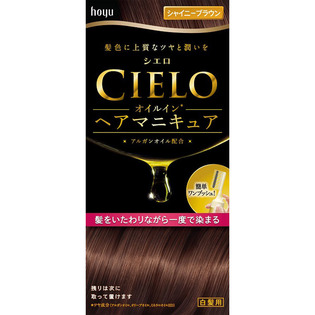 hoyu
シャイニーブラウン
髪色に上質なツヤと潤いを
シエロ
CIELO
オイルイン*
ヘアマニキュア
アルガンオイル配合
簡単
ワンプッシュ!
髪をいたわりながら一度で染まる
残りは次に
取って置けます
白髪用